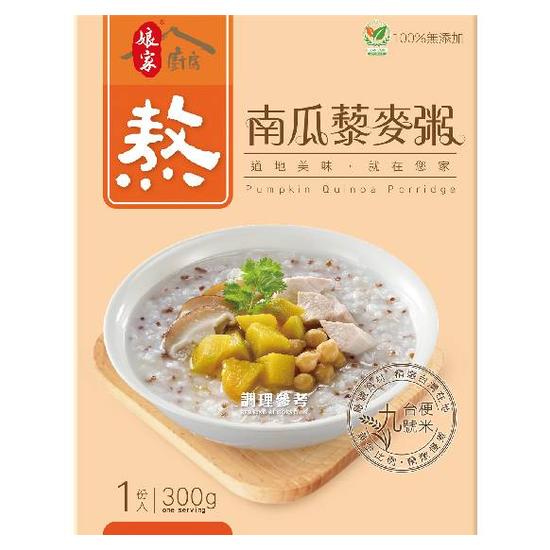 娘家
廚房
熬
100%無添加
南瓜藜麥粥
道地美味，就在您家
Pumpkin Quinoa Porridge
調理參考
台梗
九號米
1份入 300g
one serving